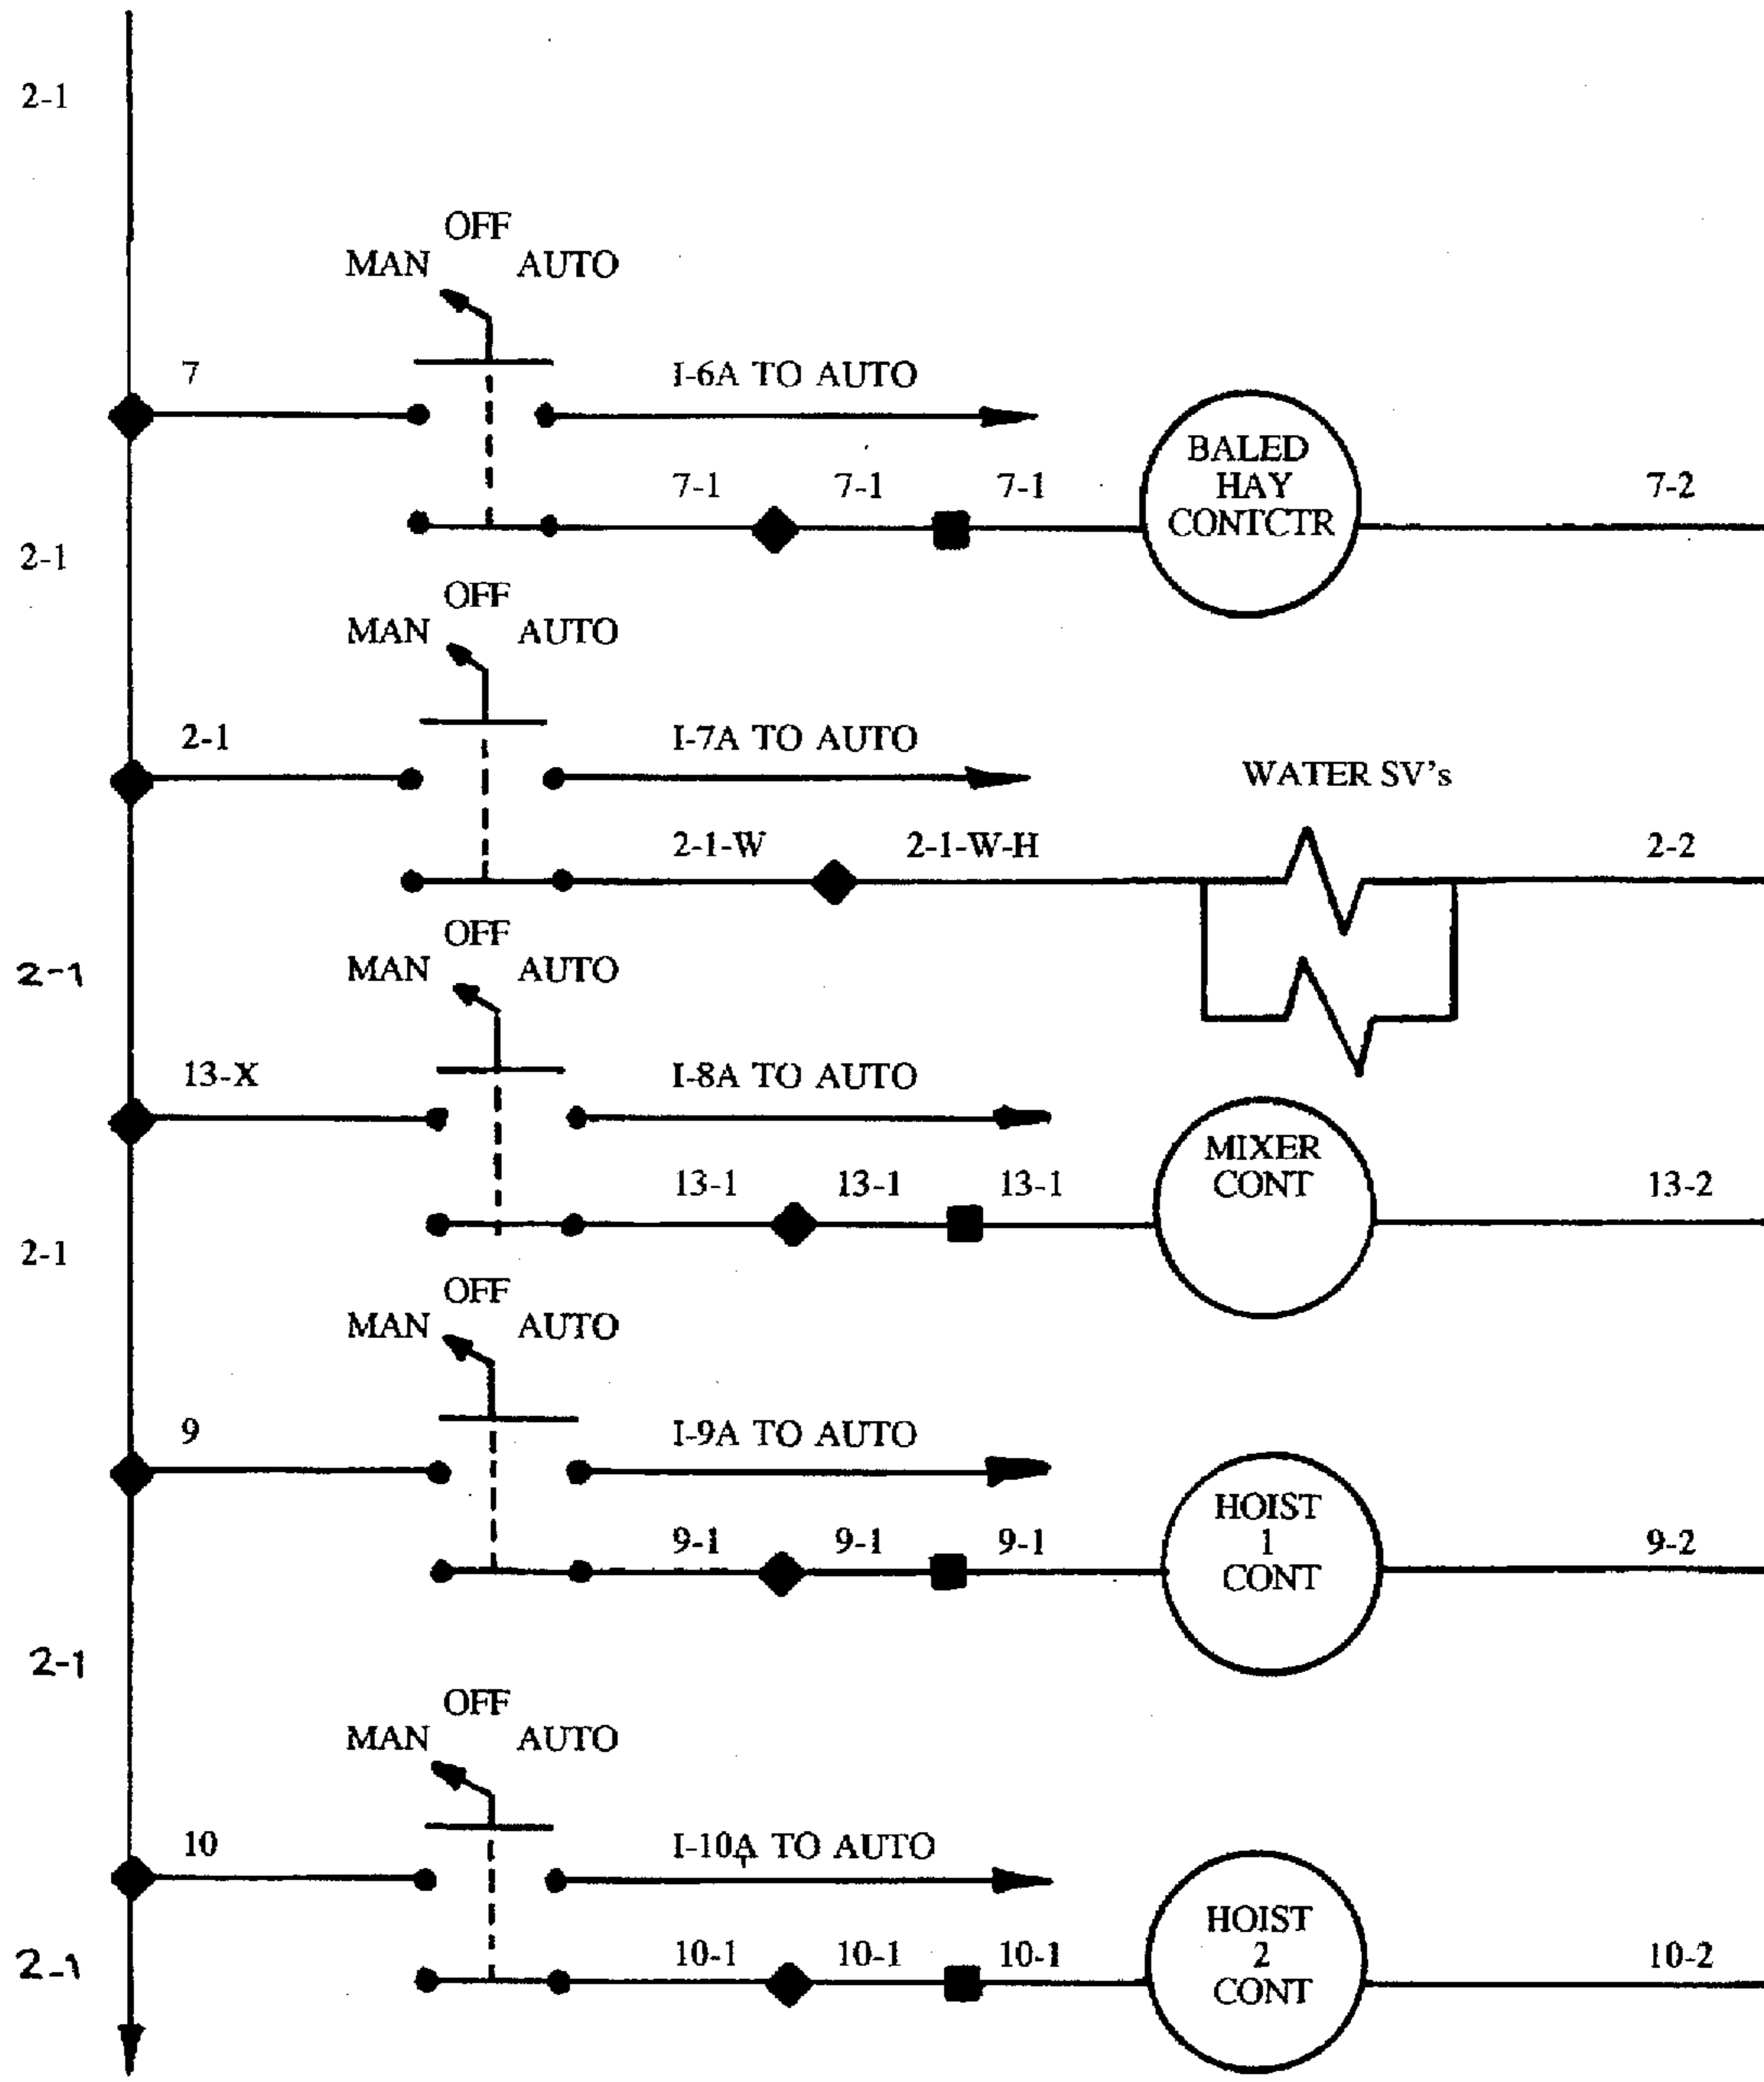 2-1
OFF
MAN AUTO
7
I-6A TO AUTO
7-1 7-1 7-1
BALED
HAY
CONTCTR
7-2
2-1
OFF
MAN AUTO
2-1
I-7A TO AUTO
WATER SV's
2-1-W 2-1-W-H
2-2
OFF
MAN AUTO
2-1
13-X
I-8A TO AUTO
13-1 13-1 13-1
MIXER
CONT
13-2
2-1
OFF
MAN AUTO
9
I-9A TO AUTO
9-1 9-1 9-1
HOIST
1
CONT
9-2
2-1
OFF
MAN AUTO
10
I-10A TO AUTO
10-1 10-1 10-1
HOIST
2
CONT
10-2
2-1